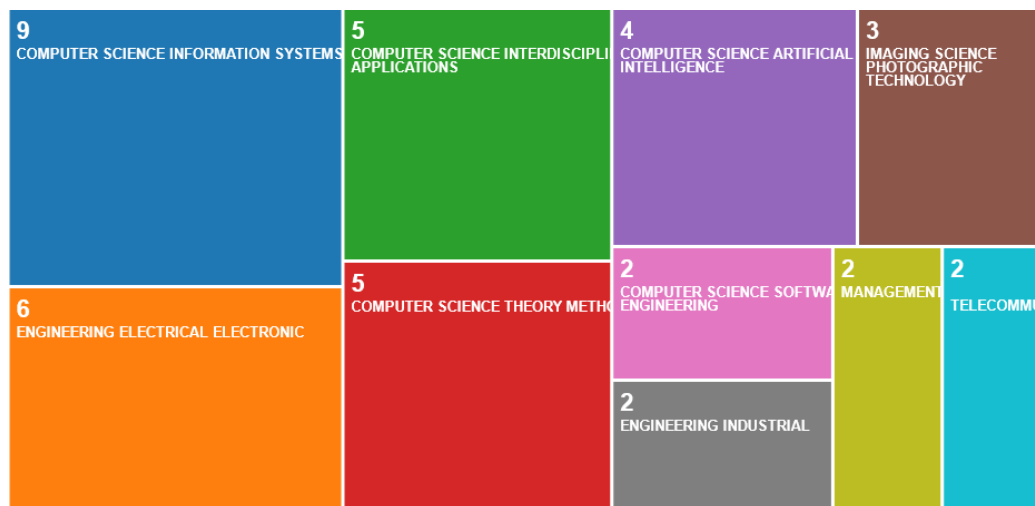 9
COMPUTER SCIENCE INFORMATION SYSTEMS
5
COMPUTER SCIENCE INTERDISCIPLI
APPLICATIONS
4
COMPUTER SCIENCE ARTIFICIAL
INTELLIGENCE
3
IMAGING SCIENCE
PHOTOGRAPHIC
TECHNOLOGY
6
ENGINEERING ELECTRICAL ELECTRONIC
5
COMPUTER SCIENCE THEORY METHO
2
COMPUTER SCIENCE SOFTWA
ENGINEERING
2
MANAGEMENT
2
TELECOMMU
2
ENGINEERING INDUSTRIAL